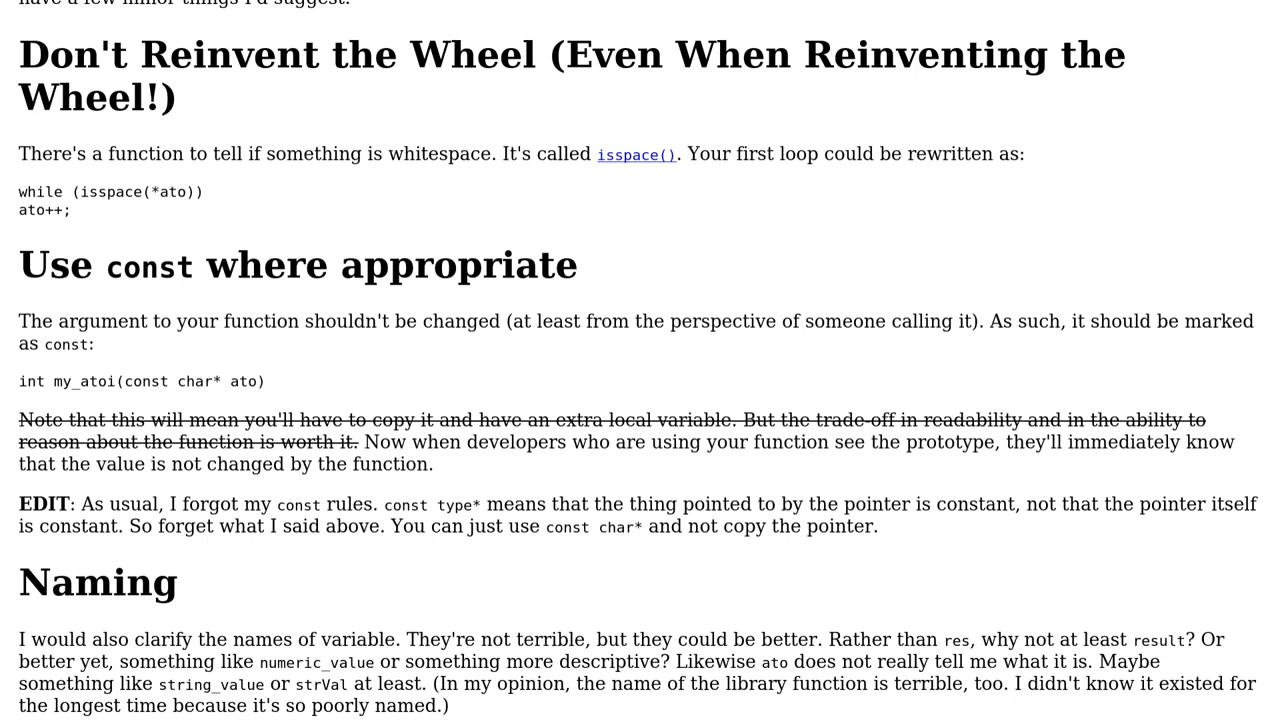 have a few minor things I'd suggest.
Don't Reinvent the Wheel (Even When Reinventing the
Wheel!)
There's a function to tell if something is whitespace. It's called isspace(). Your first loop could be rewritten as:
while (isspace(*ato))
ato++;
Use const where appropriate
The argument to your function shouldn't be changed (at least from the perspective of someone calling it). As such, it should be marked
as const:
int my_atoi(const char* ato)
Note that this will mean you'll have to copy it and have an extra local variable. But the trade-off in readability and in the ability to
reason about the function is worth it. Now when developers who are using your function see the prototype, they'll immediately know
that the value is not changed by the function.
EDIT: As usual, I forgot my const rules. const type* means that the thing pointed to by the pointer is constant, not that the pointer itself
is constant. So forget what I said above. You can just use const char* and not copy the pointer.
Naming
I would also clarify the names of variable. They're not terrible, but they could be better. Rather than res, why not at least result? Or
better yet, something like numeric_value or something more descriptive? Likewise ato does not really tell me what it is. Maybe
something like string_value or strVal at least. (In my opinion, the name of the library function is terrible, too. I didn't know it existed for
the longest time because it's so poorly named.)